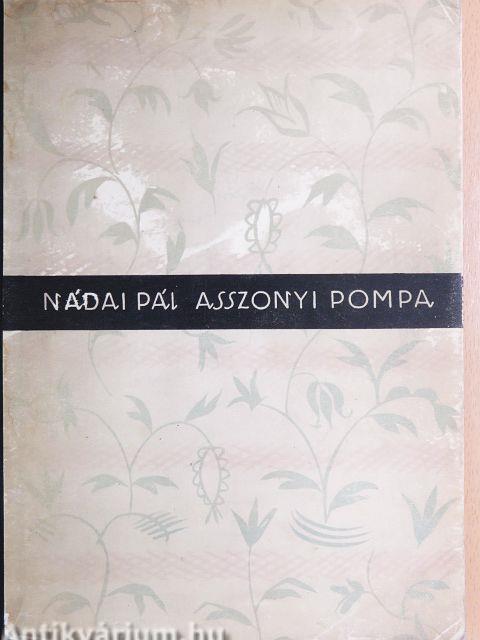 NÁDAI PÁl ASSZONYI POMPA
Antikvárium.hu